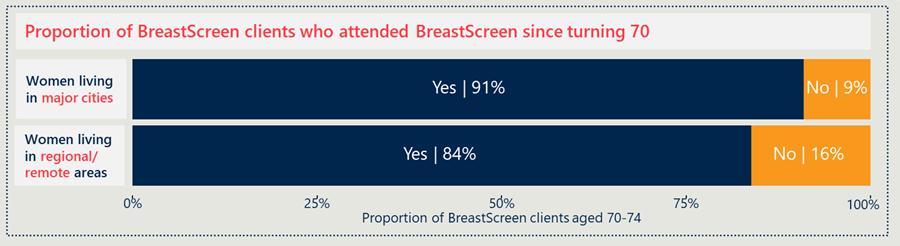 Proportion of BreastScreen clients who attended BreastScreen since turning 70
Women living
in major cities
Yes | 91%
No | 9%
Women living
in regional/
remote areas
Yes | 84%
No | 16%
0%
25%
50%
75%
100%
Proportion of BreastScreen clients aged 70-74